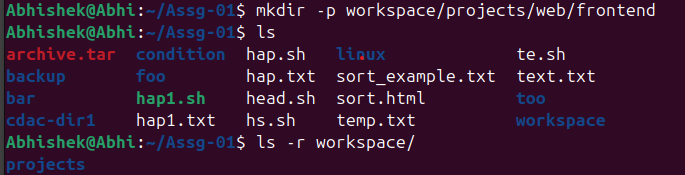 Abhishek@Abhi:~/Assg-01$ mkdir -p workspace/projects/web/frontend
Abhishek@Abhi:~/Assg-01$ ls
archive.tar condition hap.sh linux te.sh
backup foo hap.txt sort_example.txt text.txt
bar hap1.sh head.sh sort.html too
cdac-dir1 hap1.txt hs.sh temp.txt workspace
Abhishek@Abhi:~/Assg-01$ ls -r workspace/
projects